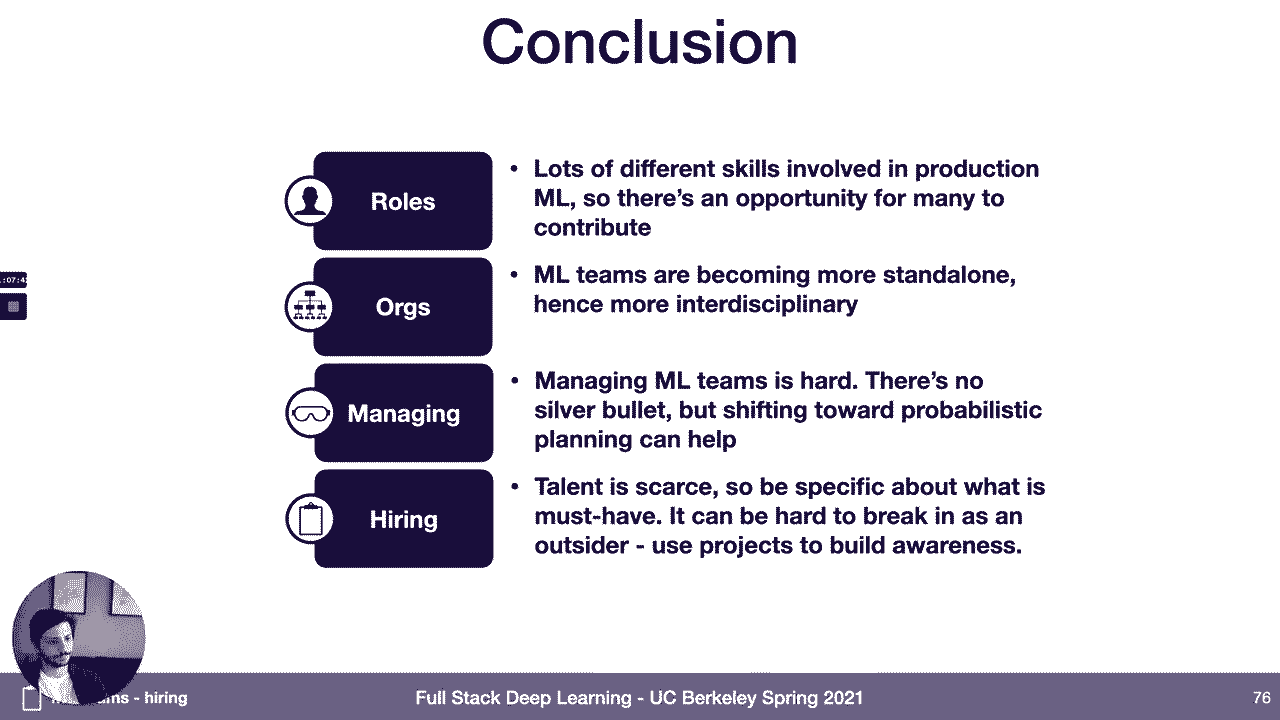 Conclusion
Roles
• Lots of different skills involved in production
ML, so there's an opportunity for many to
contribute
Orgs
• ML teams are becoming more standalone,
hence more interdisciplinary
Managing
• Managing ML teams is hard. There's no
silver bullet, but shifting toward probabilistic
planning can help
Hiring
• Talent is scarce, so be specific about what is
must-have. It can be hard to break in as an
outsider - use projects to build awareness.
:07:4
- hiring
Full Stack Deep Learning - UC Berkeley Spring 2021
76